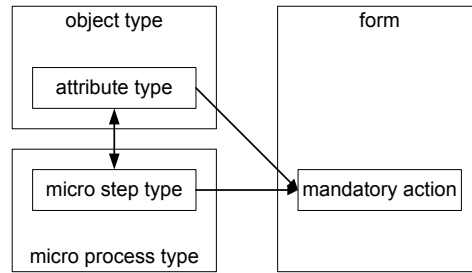 object type
form
attribute type
micro step type
mandatory action
micro process type